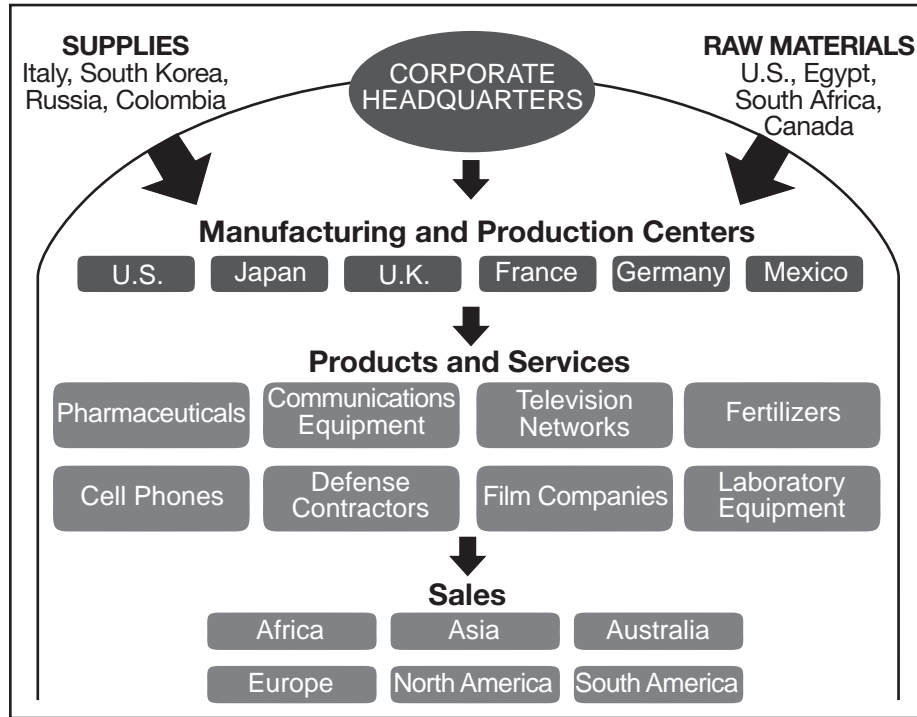 SUPPLIES
Italy, South Korea,
Russia, Colombia
CORPORATE
HEADQUARTERS
RAW MATERIALS
U.S., Egypt,
South Africa,
Canada
Manufacturing and Production Centers
U.S.
Japan
U.K.
France
Germany
Mexico
Products and Services
Pharmaceuticals
Communications
Equipment
Television
Networks
Fertilizers
Cell Phones
Defense
Contractors
Film Companies
Laboratory
Equipment
Sales
Africa
Asia
Australia
Europe
North America
South America